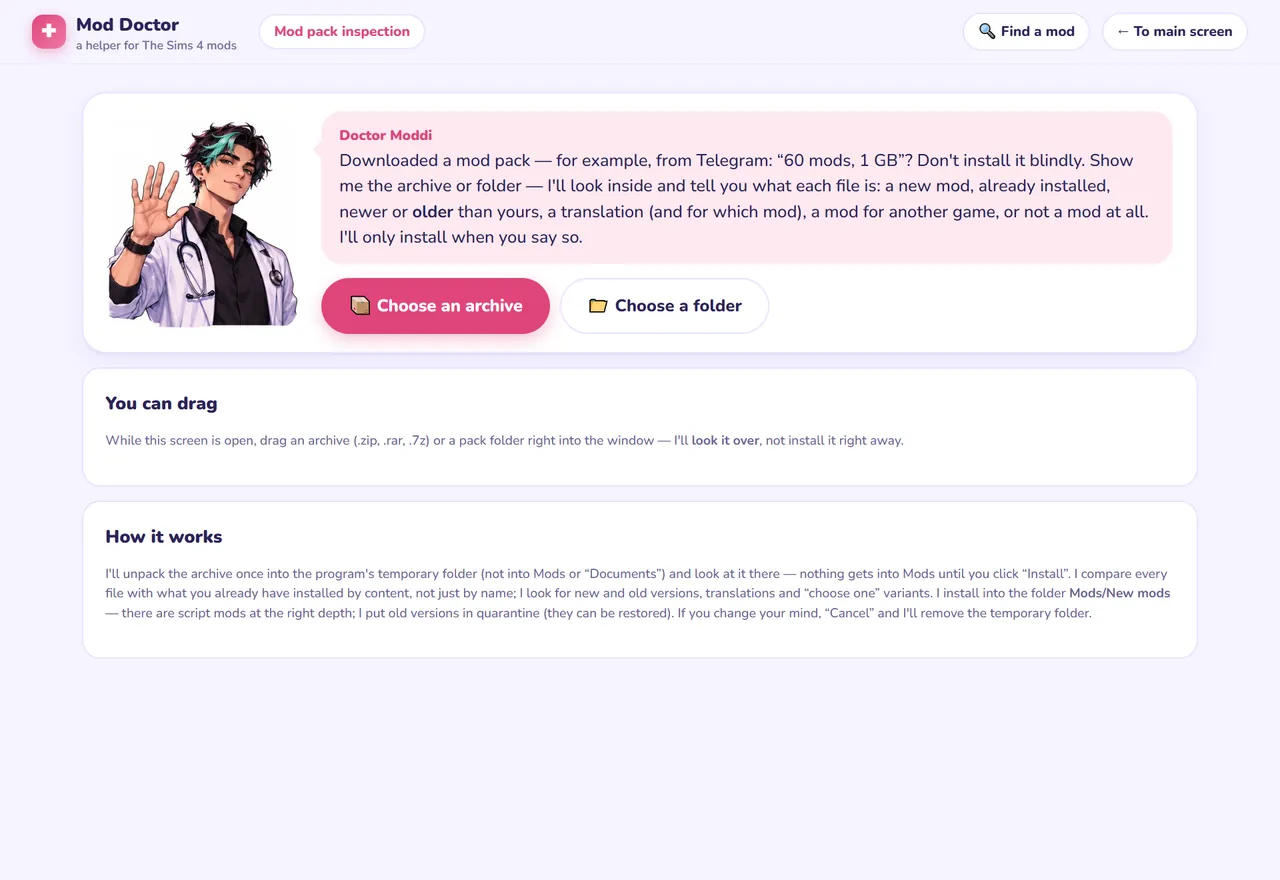 Mod Doctor
a helper for The Sims 4 mods
Mod pack inspection
🔍 Find a mod
← To main screen
Doctor Moddi
Downloaded a mod pack — for example, from Telegram: “60 mods, 1 GB”? Don't install it blindly. Show
me the archive or folder — I'll look inside and tell you what each file is: a new mod, already installed,
newer or older than yours, a translation (and for which mod), a mod for another game, or not a mod at all.
I'll only install when you say so.
📦 Choose an archive
📁 Choose a folder
You can drag
While this screen is open, drag an archive (.zip, .rar, .7z) or a pack folder right into the window — I'll look it over, not install it right away.
How it works
I'll unpack the archive once into the program's temporary folder (not into Mods or “Documents”) and look at it there — nothing gets into Mods until you click “Install”. I compare every
file with what you already have installed by content, not just by name; I look for new and old versions, translations and “choose one” variants. I install into the folder Mods/New mods
— there are script mods at the right depth; I put old versions in quarantine (they can be restored). If you change your mind, “Cancel” and I'll remove the temporary folder.